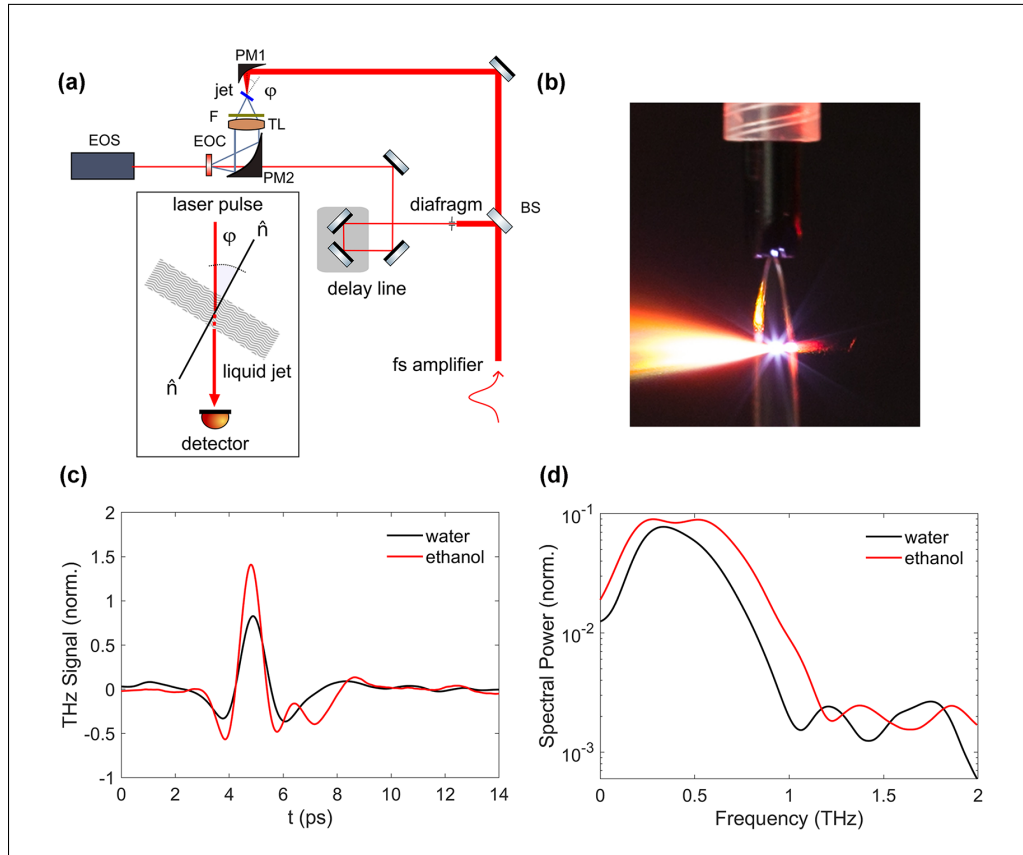 (a)
PM1
jet
φ
F
TL
EOS
EOC
PM2
laser pulse
φ
n̂
n̂
liquid jet
detector
diafragm
BS
delay line
fs amplifier
(b)
(c)
THz Signal (norm.)
2
1.5
1
0.5
0
-0.5
-1
water
ethanol
0 2 4 6 8 10 12 14
t (ps)
(d)
Spectral Power (norm.)
10⁻¹
10⁻²
10⁻³
water
ethanol
0 0.5 1 1.5 2
Frequency (THz)